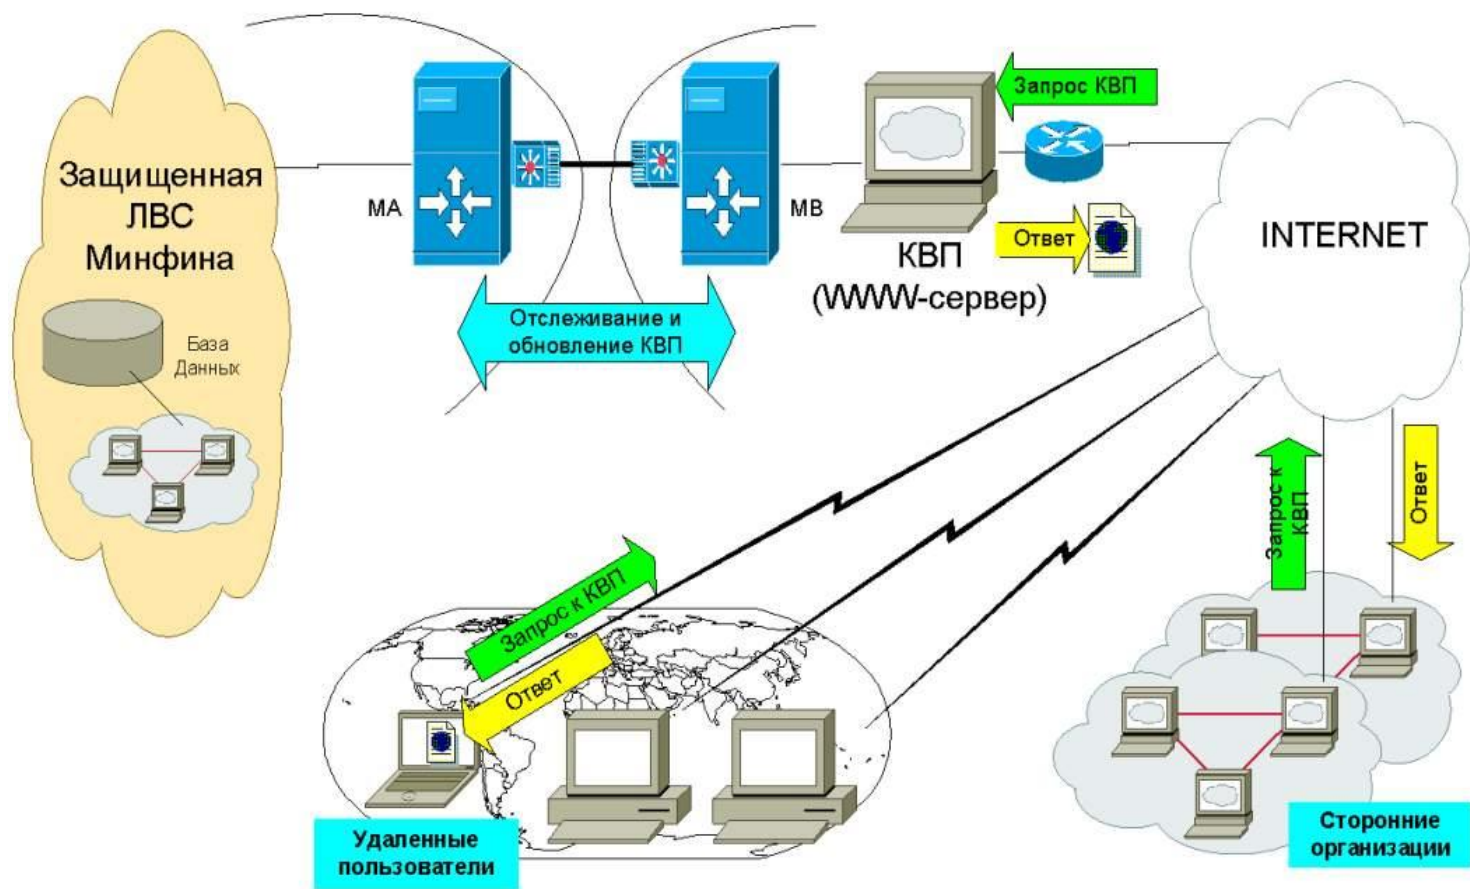 Защищенная
ЛВС
Минфина
База
Данных
МА
МВ
Отслеживание и
обновление КВП
Запрос КВП
Ответ
КВП
(WWW-сервер)
INTERNET
Запрос к КВП
Ответ
Запрос к
КВП
Ответ
Удаленные
пользователи
Сторонние
организации